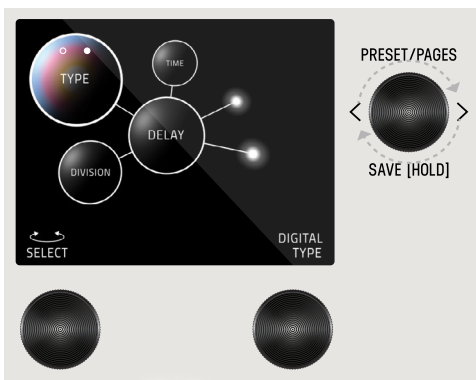 TYPE
TIME
DELAY
DIVISION
SELECT
DIGITAL
TYPE
PRESET/PAGES
< >
SAVE [HOLD]